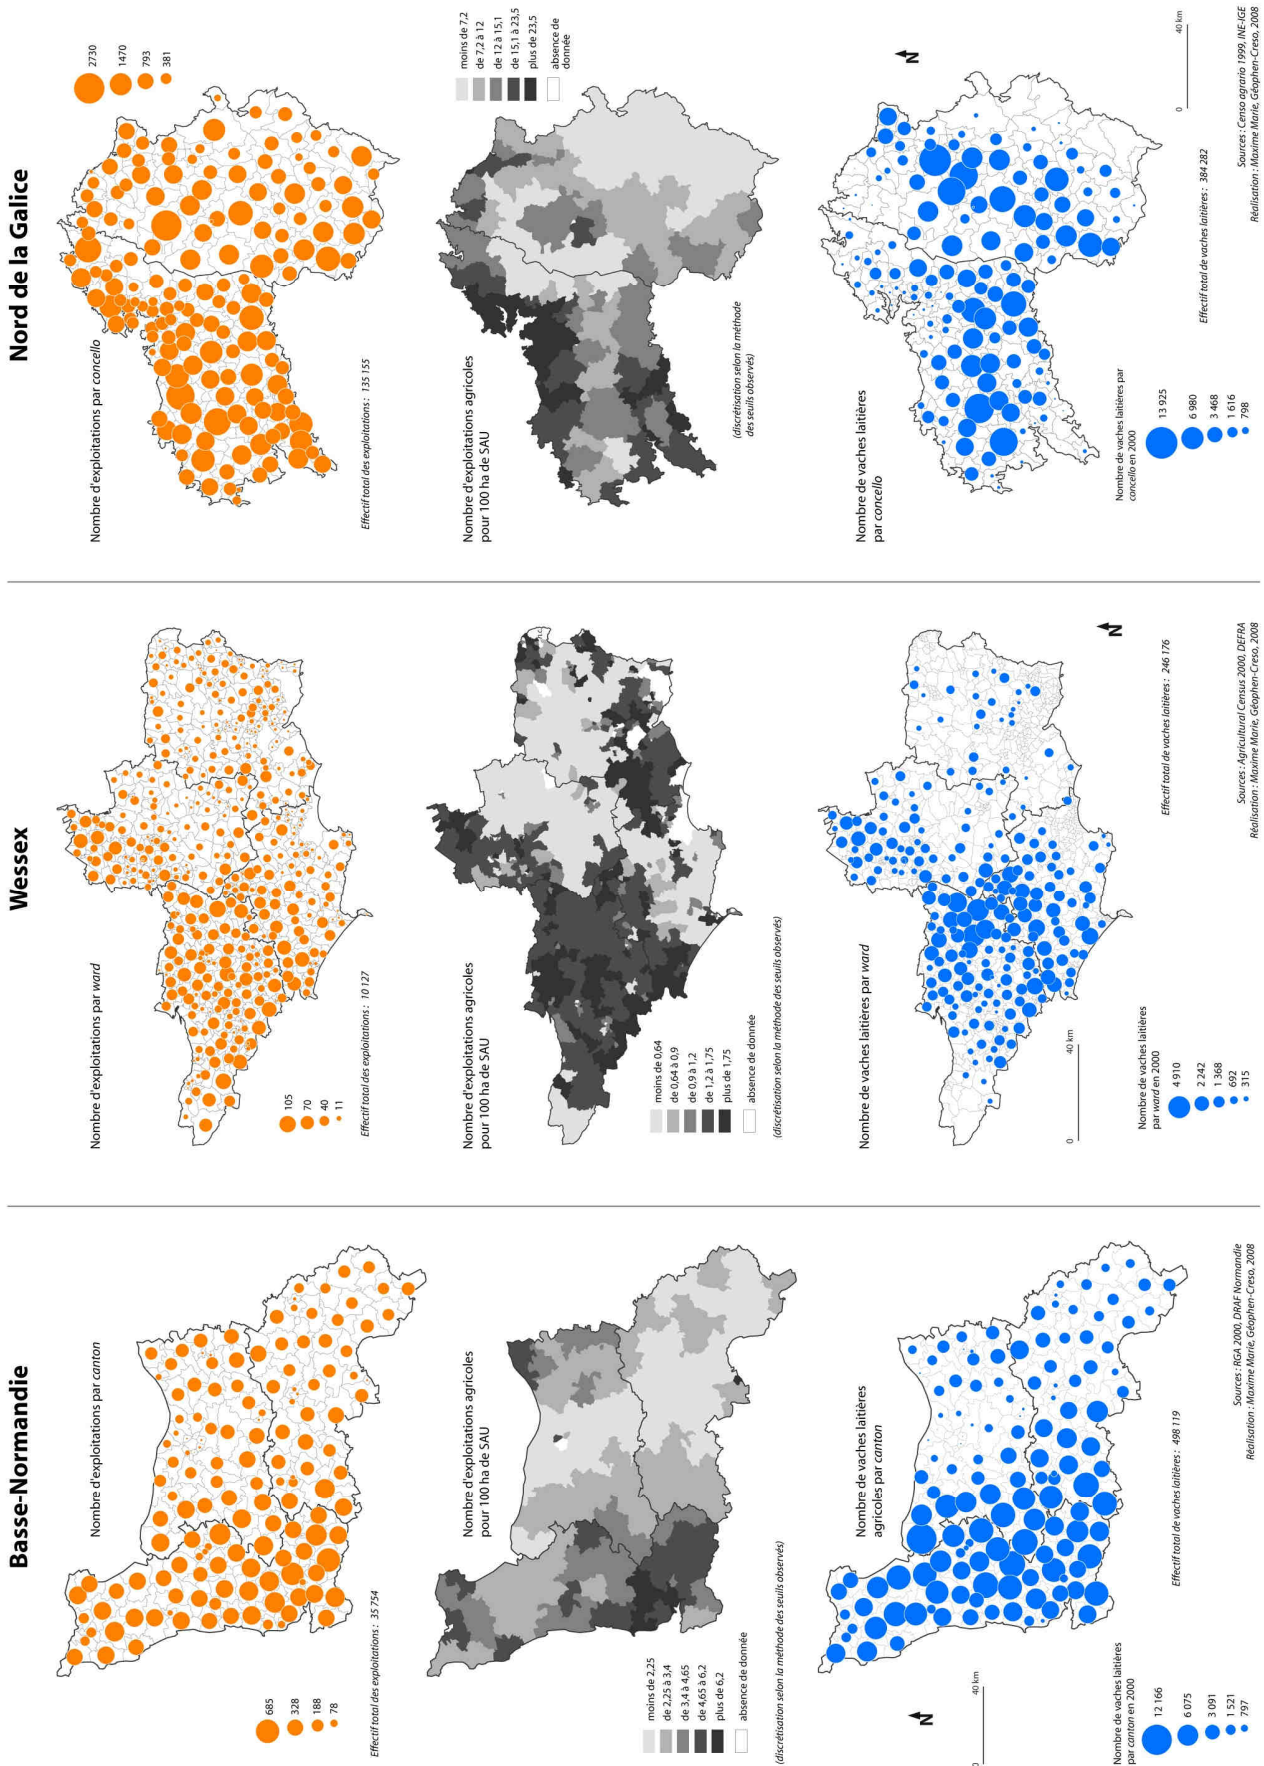 Basse-Normandie
Nombre d'exploitations par canton
685
328
188
78
Effectif total des exploitations : 35 754
Nombre d'exploitations agricoles
pour 100 ha de SAU
moins de 2,25
de 2,25 à 3,4
de 3,4 à 4,65
de 4,65 à 6,2
plus de 6,2
absence de donnée
(discrétisation selon la méthode des seuils observés)
Nombre de vaches laitières
agricoles par canton
N
40 km
0
Nombre de vaches laitières
par canton en 2000
12 166
6 075
3 091
1 521
797
Effectif total de vaches laitières : 498 119
Sources : RGA 2000, DRAF Normandie
Réalisation : Maxime Marie, Géophen-Creso, 2008
Wessex
Nombre d'exploitations par ward
105
70
40
11
Effectif total des exploitations : 10 127
Nombre d'exploitations agricoles
pour 100 ha de SAU
moins de 0,64
de 0,64 à 0,9
de 0,9 à 1,2
de 1,2 à 1,75
plus de 1,75
absence de donnée
(discrétisation selon la méthode des seuils observés)
Nombre de vaches laitières par ward
0
40 km
Nombre de vaches laitières
par ward en 2000
4 910
2 242
1 368
692
315
N
Effectif total de vaches laitières : 246 176
Sources : Agricultural Census 2000, DEFRA
Réalisation : Maxime Marie, Géophen-Creso, 2008
Nord de la Galice
Nombre d'exploitations par concello
2730
1470
793
381
Effectif total des exploitations : 135 155
Nombre d'exploitations agricoles
pour 100 ha de SAU
moins de 7,2
de 7,2 à 12
de 12 à 15,1
de 15,1 à 23,5
plus de 23,5
absence de
donnée
(discrétisation selon la méthode
des seuils observés)
Nombre de vaches laitières
par concello
N
0
40 km
Nombre de vaches laitières par
concello en 2000
13 925
6 980
3 468
1 616
798
Effectif total de vaches laitières : 384 282
Sources : Censo agrario 1999, INE-IGE
Réalisation : Maxime Marie, Géophen-Creso, 2008